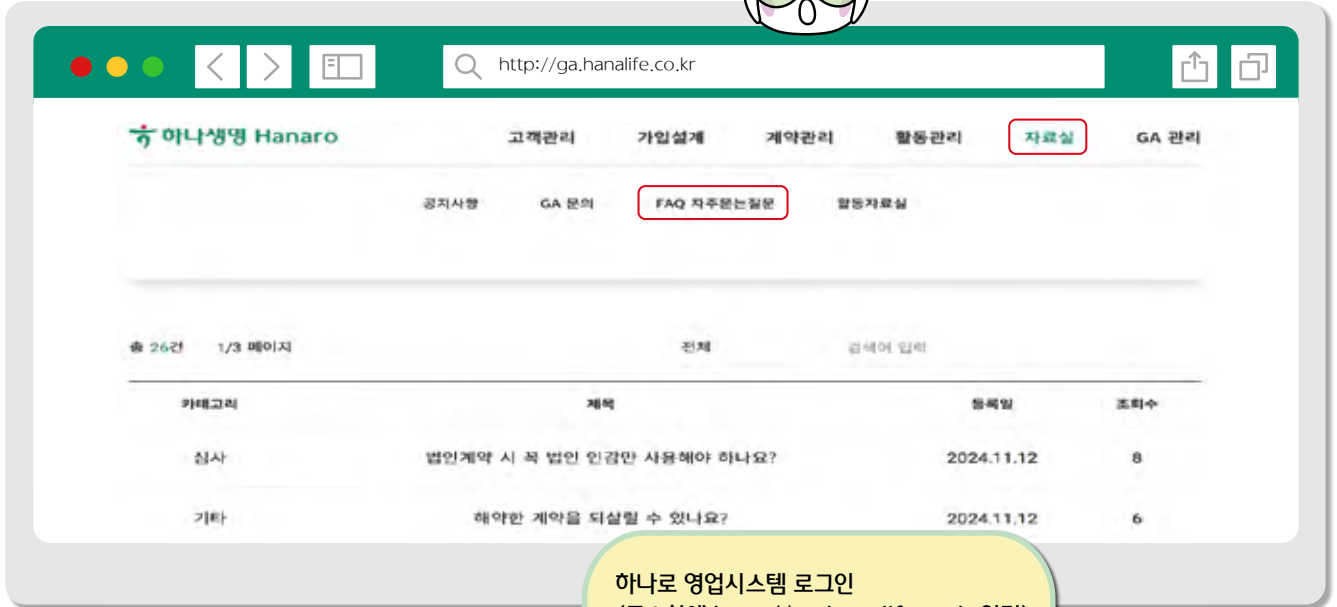 http://ga.hanalife.co.kr
하나생명 Hanaro 고객관리 가입설계 계약관리 활동관리 자료실 GA 관리
공지사항 GA 문의 FAQ 자주묻는질문 활동자료실
총 26건 1/3 페이지 전체 검색어 입력
카테고리 제목 등록일 조회수
심사 법인계약 시 꼭 법인 인감만 사용해야 하나요? 2024.11.12 8
기타 해약한 계약을 되살릴 수 있나요? 2024.11.12 6
하나로 영업시스템 로그인